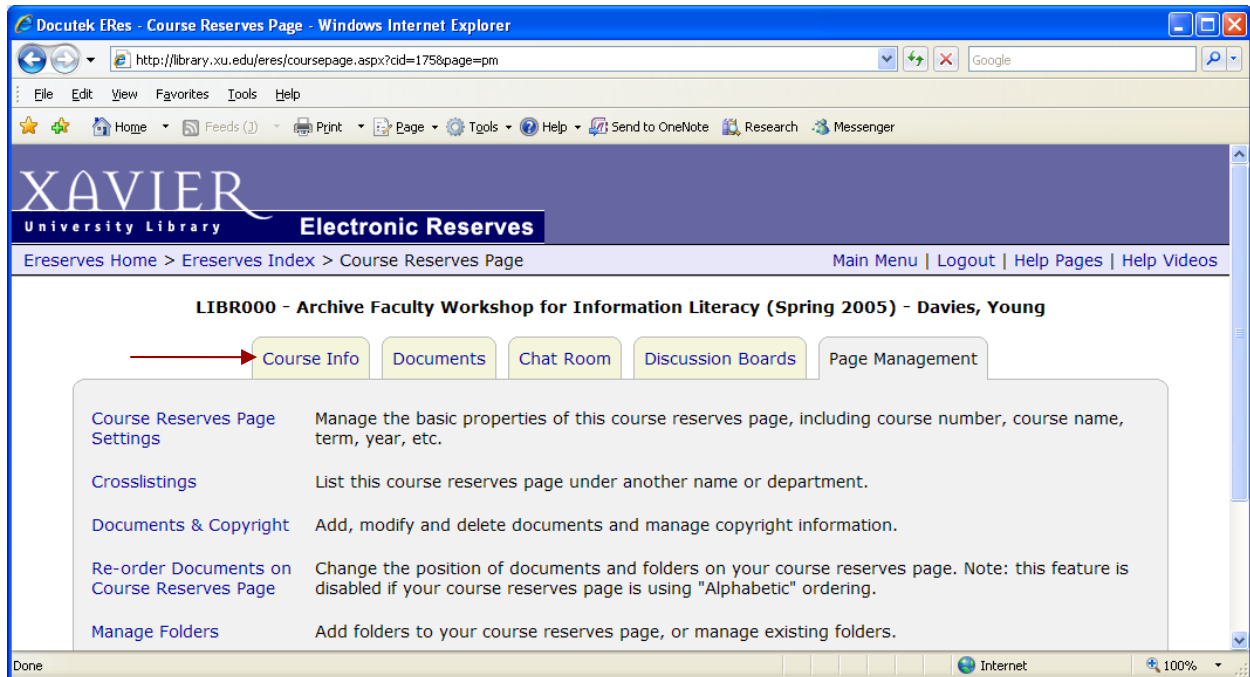 Docutek ERes - Course Reserves Page - Windows Internet Explorer
http://library.xu.edu/eres/coursepage.aspx?cid=175&page=pm
Google
File Edit View Favorites Tools Help
Home Feeds (J) Print Page Tools Help Send to OneNote Research Messenger
XAVIER
University Library
Electronic Reserves
Ereserves Home > Ereserves Index > Course Reserves Page Main Menu | Logout | Help Pages | Help Videos
LIBR000 - Archive Faculty Workshop for Information Literacy (Spring 2005) - Davies, Young
Course Info Documents Chat Room Discussion Boards Page Management
Course Reserves Page Manage the basic properties of this course reserves page, including course number, course name,
Settings term, year, etc.
Crosslistings List this course reserves page under another name or department.
Documents & Copyright Add, modify and delete documents and manage copyright information.
Re-order Documents on Change the position of documents and folders on your course reserves page. Note: this feature is
Course Reserves Page disabled if your course reserves page is using "Alphabetic" ordering.
Manage Folders Add folders to your course reserves page, or manage existing folders.
Done Internet 100%